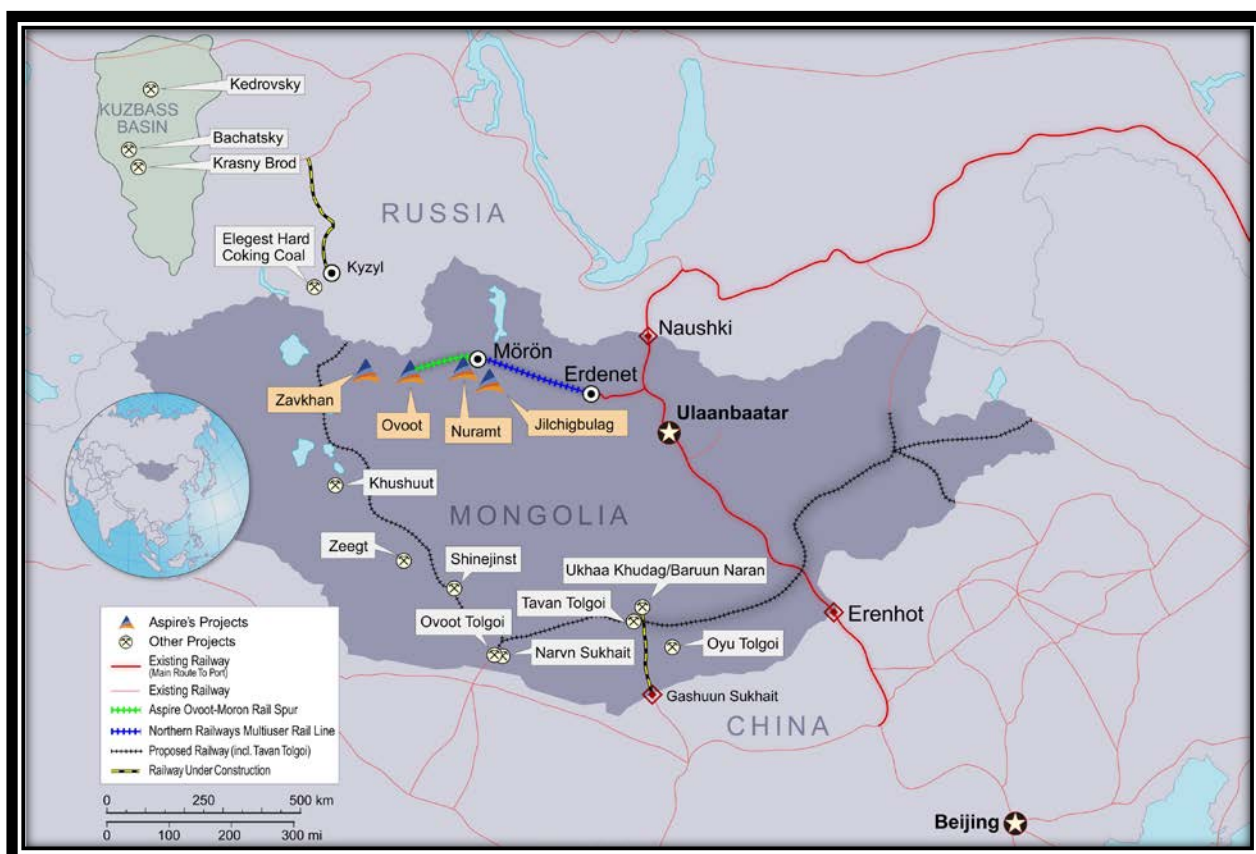 Kedrovsky
KUZBASS
BASIN
Bachatsky
Krasny Brod
RUSSIA
Elegest Hard
Coking Coal
Kyzyl
Naushki
Mörön
Erdenet
Zavkhan
Ovoot
Nuramt
Jilchigbulag
Ulaanbaatar
Khushuut
MONGOLIA
Zeegt
Shinejinst
Ukhaa Khudag/Baruun Naran
Tavan Tolgoi
Ovoot Tolgoi
Narvn Sukhait
Oyu Tolgoi
Erenhot
Gashuun Sukhait
CHINA
Beijing
Aspire's Projects
Other Projects
Existing Railway
(Main Route To Port)
Existing Railway
Aspire Ovoot-Moron Rail Spur
Northern Railways Multiuser Rail Line
Proposed Railway (incl. Tavan Tolgoi)
Railway Under Construction
0 250 500 km
0 100 200 300 mi